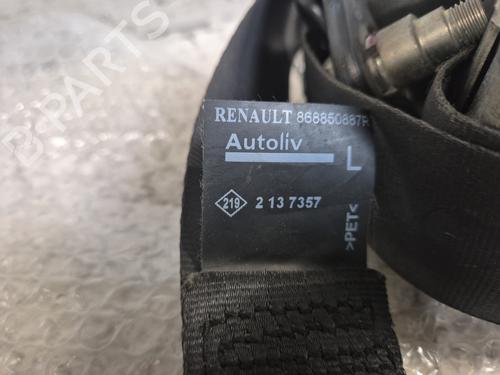 B-PARTS
RENAULT 868850887R
Autoliv
L
219 2 13 7357
>PET<